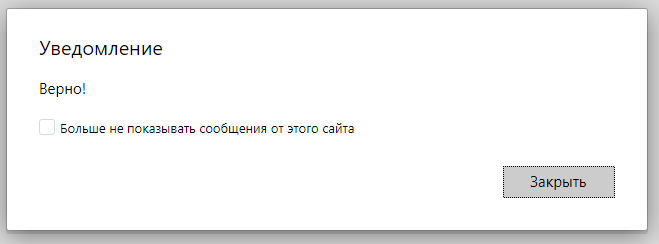 Уведомление
Верно!
Больше не показывать сообщения от этого сайта
Закрыть